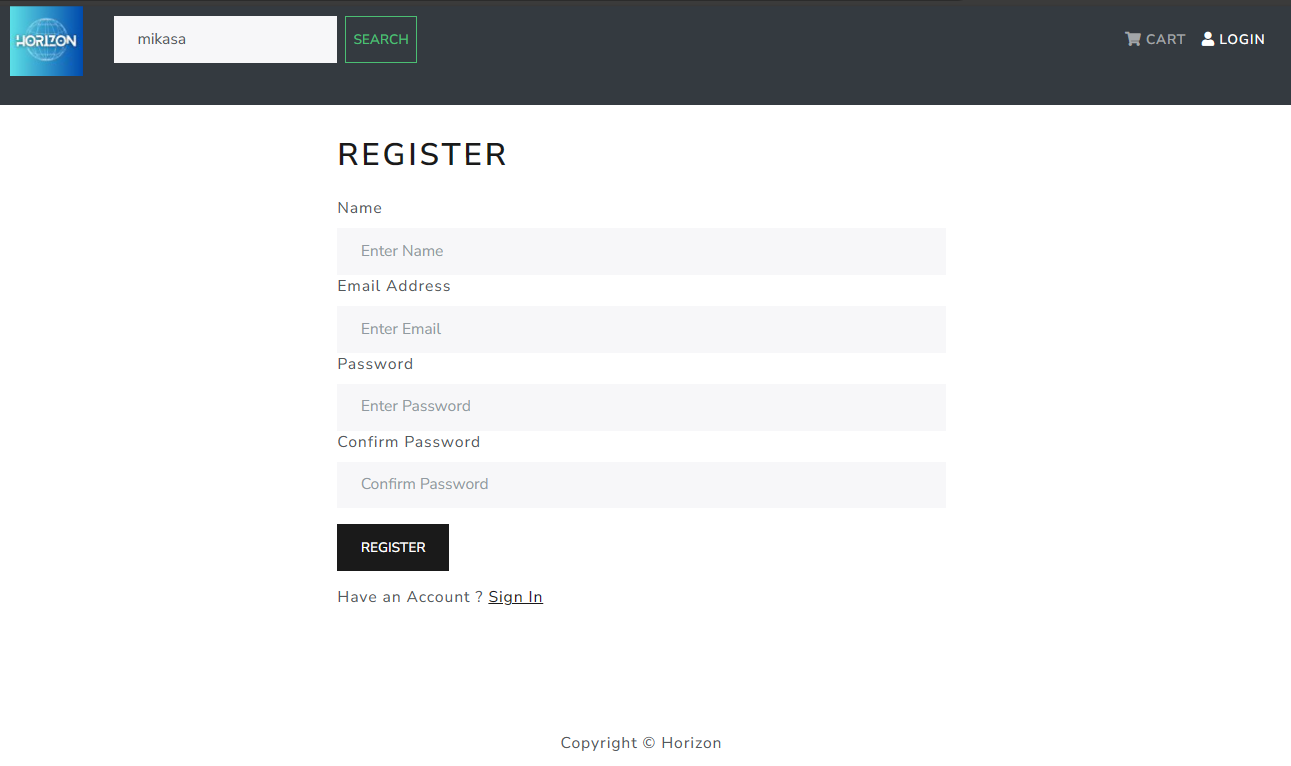 HORIZON
mikasa
SEARCH
CART
LOGIN
REGISTER
Name
Enter Name
Email Address
Enter Email
Password
Enter Password
Confirm Password
Confirm Password
REGISTER
Have an Account ? Sign In
Copyright © Horizon